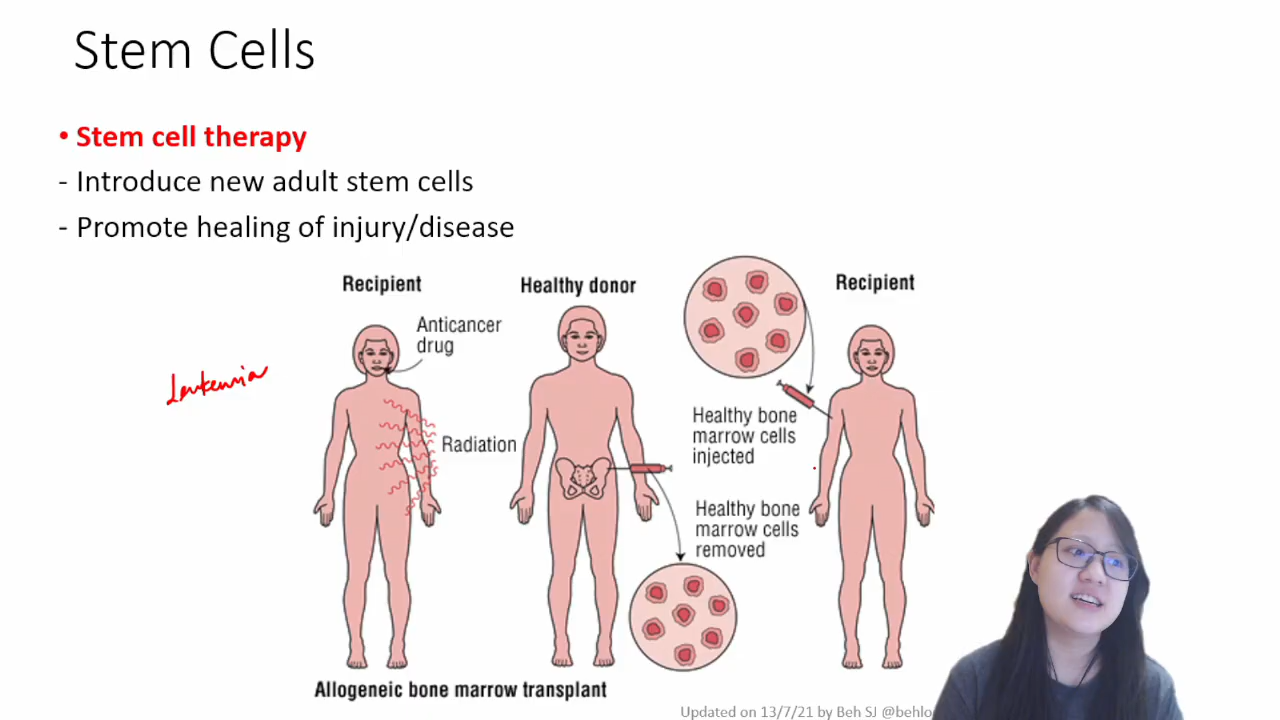 Stem Cells
• Stem cell therapy
- Introduce new adult stem cells
- Promote healing of injury/disease
Recipient
Healthy donor
Recipient
Anticancer
drug
Leukemia
Radiation
Healthy bone
marrow cells
injected
Healthy bone
marrow cells
removed
Allogeneic bone marrow transplant
Updated on 13/7/21 by Beh SJ @behlo